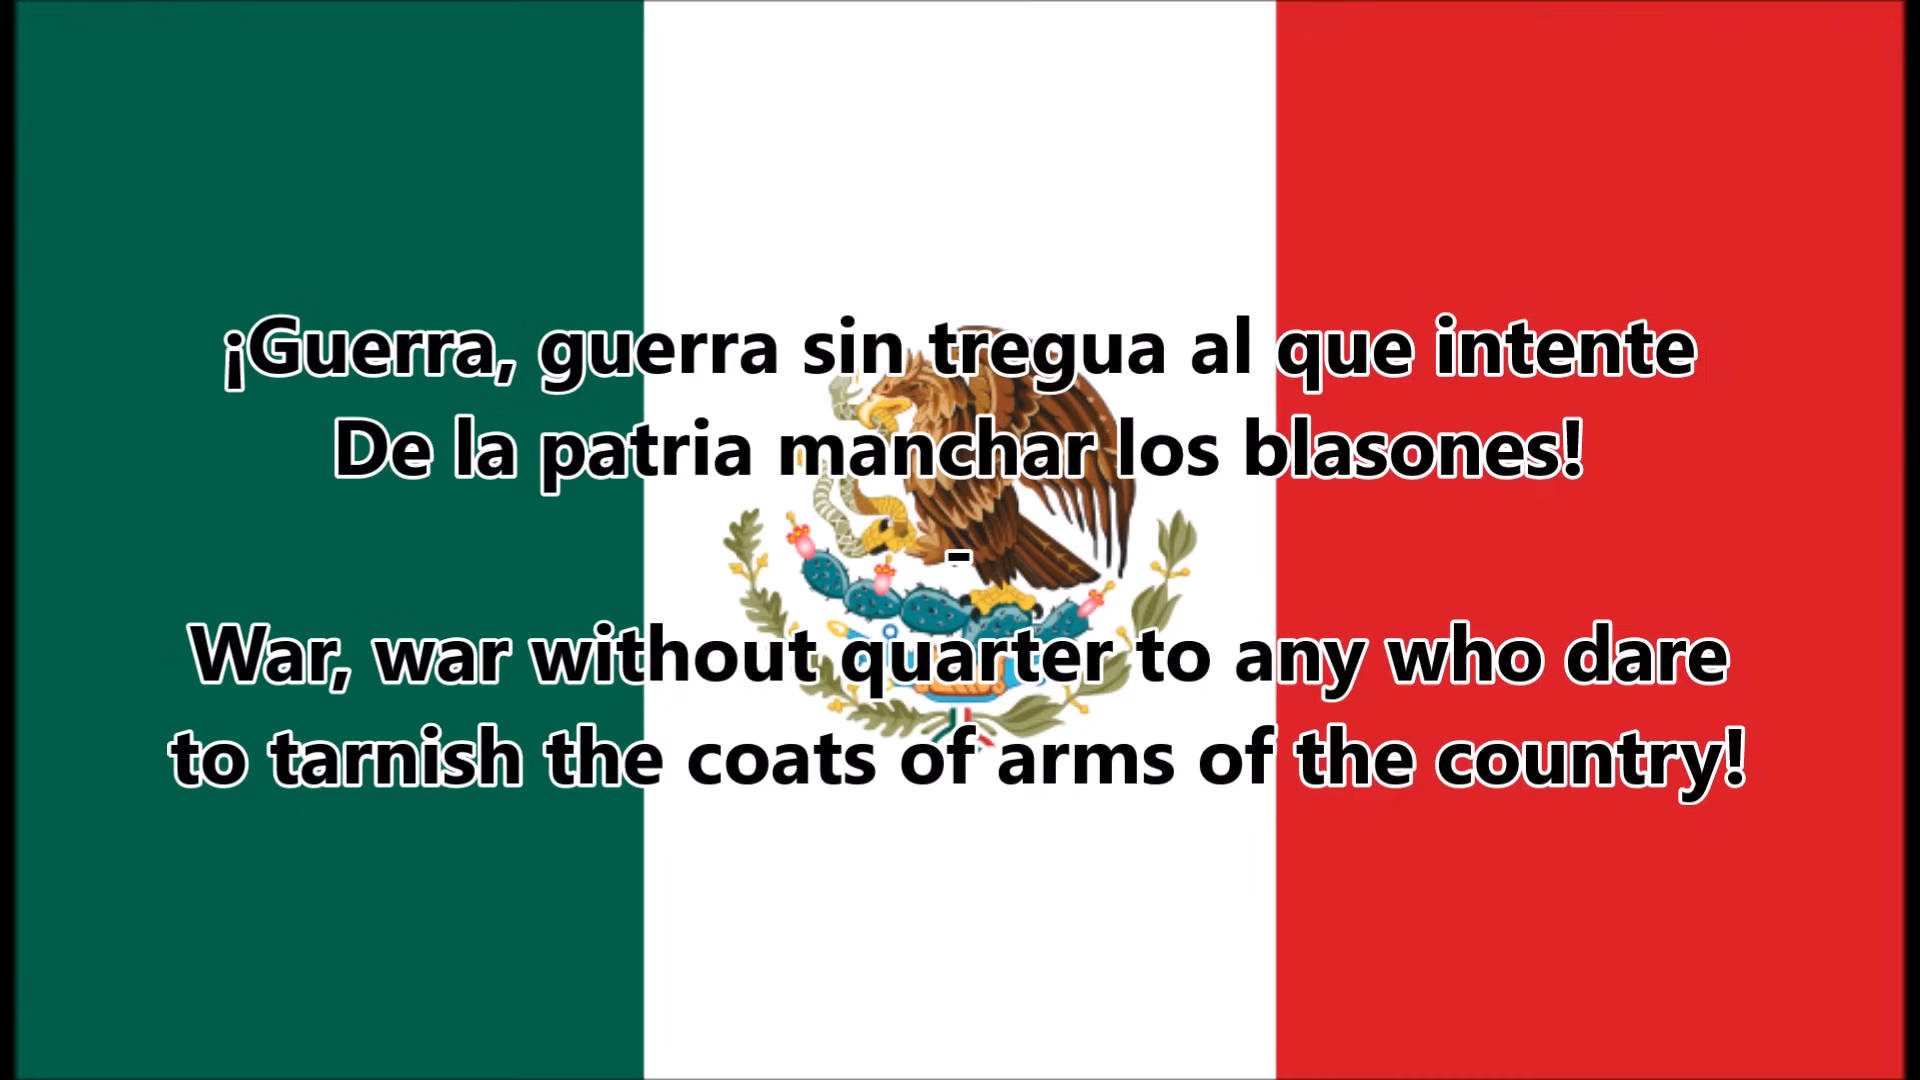 ¡Guerra, guerra sin tregua al que intente
De la patria manchar los blasones!
-
War, war without quarter to any who dare
to tarnish the coats of arms of the country!